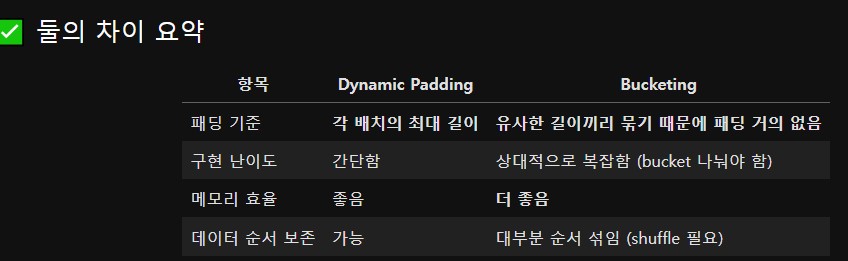 ✅ 둘의 차이 요약
항목 Dynamic Padding Bucketing
패딩 기준 각 배치의 최대 길이 유사한 길이끼리 묶기 때문에 패딩 거의 없음
구현 난이도 간단함 상대적으로 복잡함 (bucket 나눠야 함)
메모리 효율 좋음 더 좋음
데이터 순서 보존 가능 대부분 순서 섞임 (shuffle 필요)